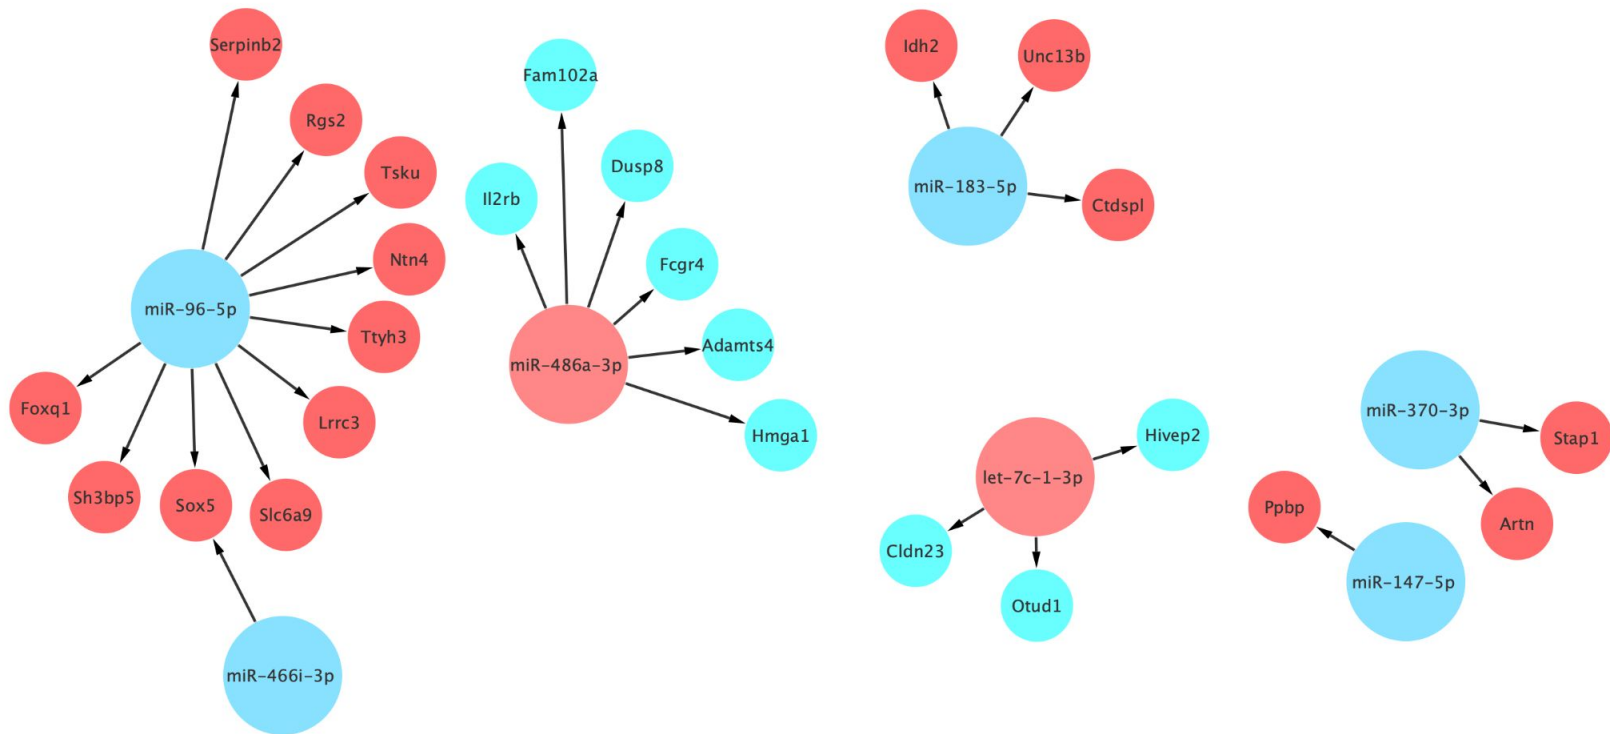 Serpinb2
Rgs2
Tsku
Ntn4
miR-96-5p
Ttyh3
Foxq1
Lrrc3
Sh3bp5
Sox5
Slc6a9
miR-466i-3p
Fam102a
Dusp8
Il2rb
Fcgr4
Adamts4
miR-486a-3p
Hmga1
Idh2
Unc13b
miR-183-5p
Ctdspl
Hivep2
let-7c-1-3p
Cldn23
Otud1
miR-370-3p
Stap1
Ppbp
Artn
miR-147-5p